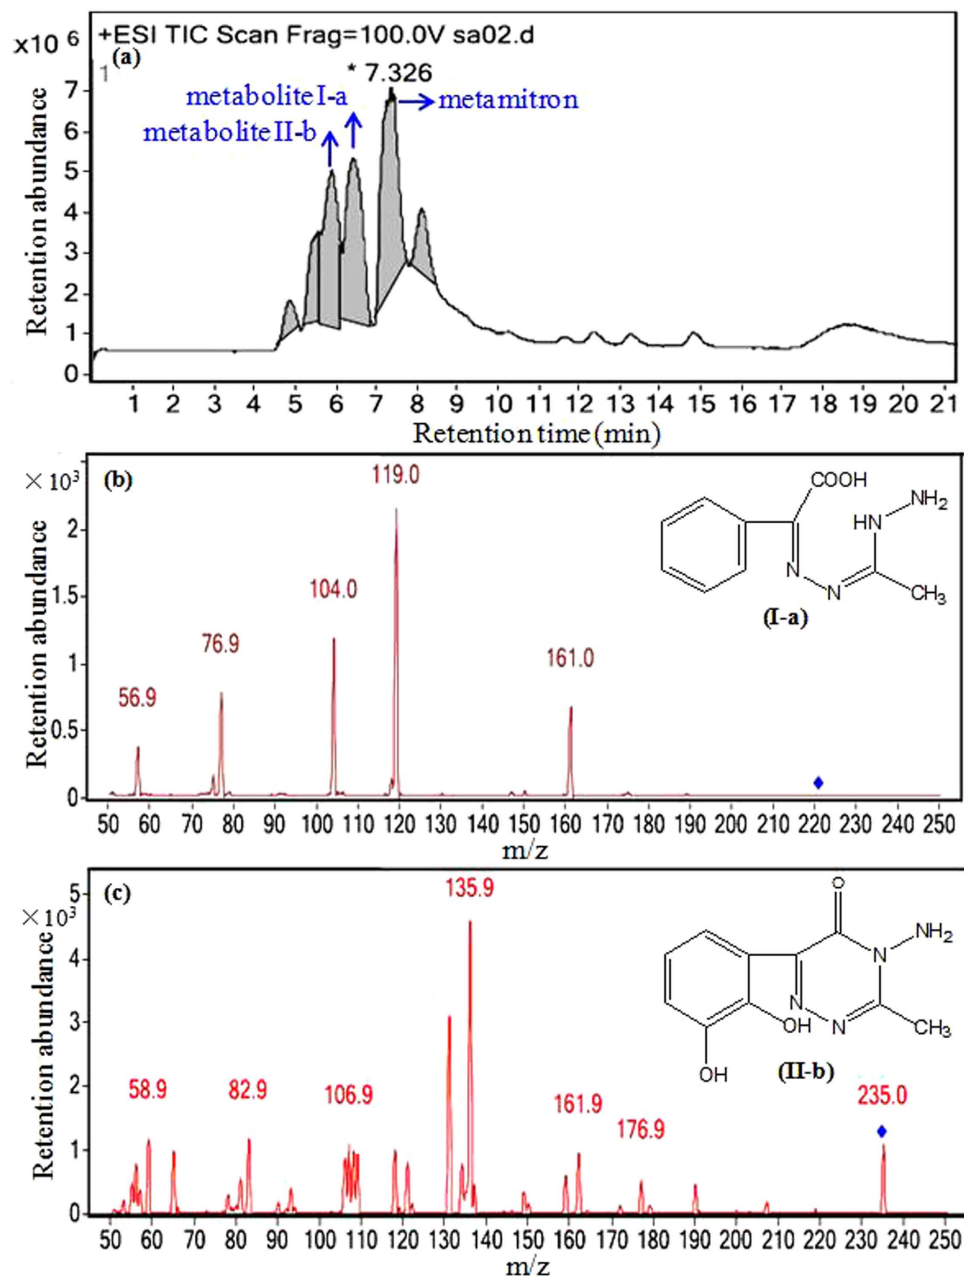 +ESI TIC Scan Frag=100.0V sa02.d
x10 6
(a)
1
* 7.326
metabolite I-a
metamitron
metabolite II-b
Retention abundance
7
6
5
4
3
2
1
0
1 2 3 4 5 6 7 8 9 10 11 12 13 14 15 16 17 18 19 20 21
Retention time (min)
(b)
×10³
Retention abundance
2
1.5
1
0.5
0
56.9
76.9
104.0
119.0
161.0
COOH
HN
NH₂
N
N
CH₃
(I-a)
50 60 70 80 90 100 110 120 130 140 150 160 170 180 190 200 210 220 230 240 250
m/z
(c)
×10³
Retention abundance
5
4
3
2
1
0
58.9
82.9
106.9
135.9
161.9
176.9
235.0
O
N
NH₂
N
N
OH
CH₃
OH
(II-b)
50 60 70 80 90 100 110 120 130 140 150 160 170 180 190 200 210 220 230 240 250
m/z